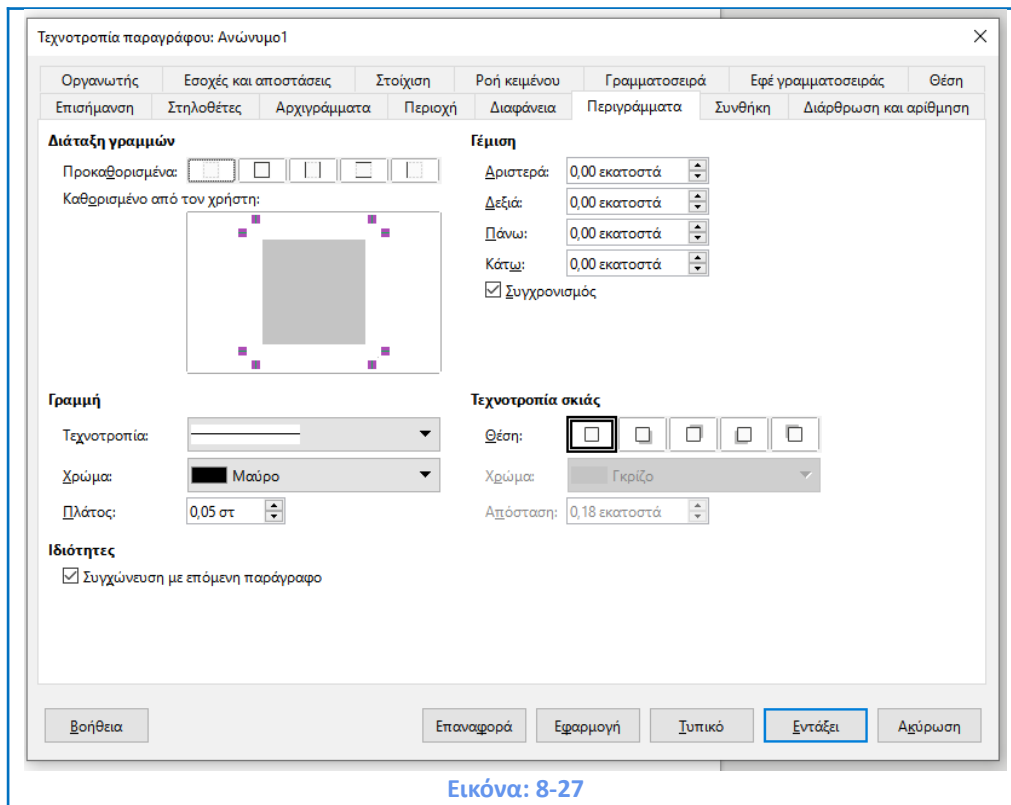 Τεχνοτροπία παραγράφου: Ανώνυμο1
Οργανωτής Εσοχές και αποστάσεις Στοίχιση Ροή κειμένου Γραμματοσειρά Εφέ γραμματοσειράς Θέση
Επισήμανση Στηλοθέτες Αρχιγράμματα Περιοχή Διαφάνεια Περιγράμματα Συνθήκη Διάρθρωση και αρίθμηση
Διάταξη γραμμών
Προκαθορισμένα:
Καθορισμένο από τον χρήστη:
Γέμιση
Αριστερά: 0,00 εκατοστά
Δεξιά: 0,00 εκατοστά
Πάνω: 0,00 εκατοστά
Κάτω: 0,00 εκατοστά
Συγχρονισμός
Γραμμή
Τεχνοτροπία:
Χρώμα: Μαύρο
Πλάτος: 0,05 στ
Τεχνοτροπία σκιάς
Θέση:
Χρώμα: Γκρίζο
Απόσταση: 0,18 εκατοστά
Ιδιότητες
Συγχώνευση με επόμενη παράγραφο
Βοήθεια Επαναφορά Εφαρμογή Τυπικό Εντάξει Ακύρωση
Εικόνα: 8-27